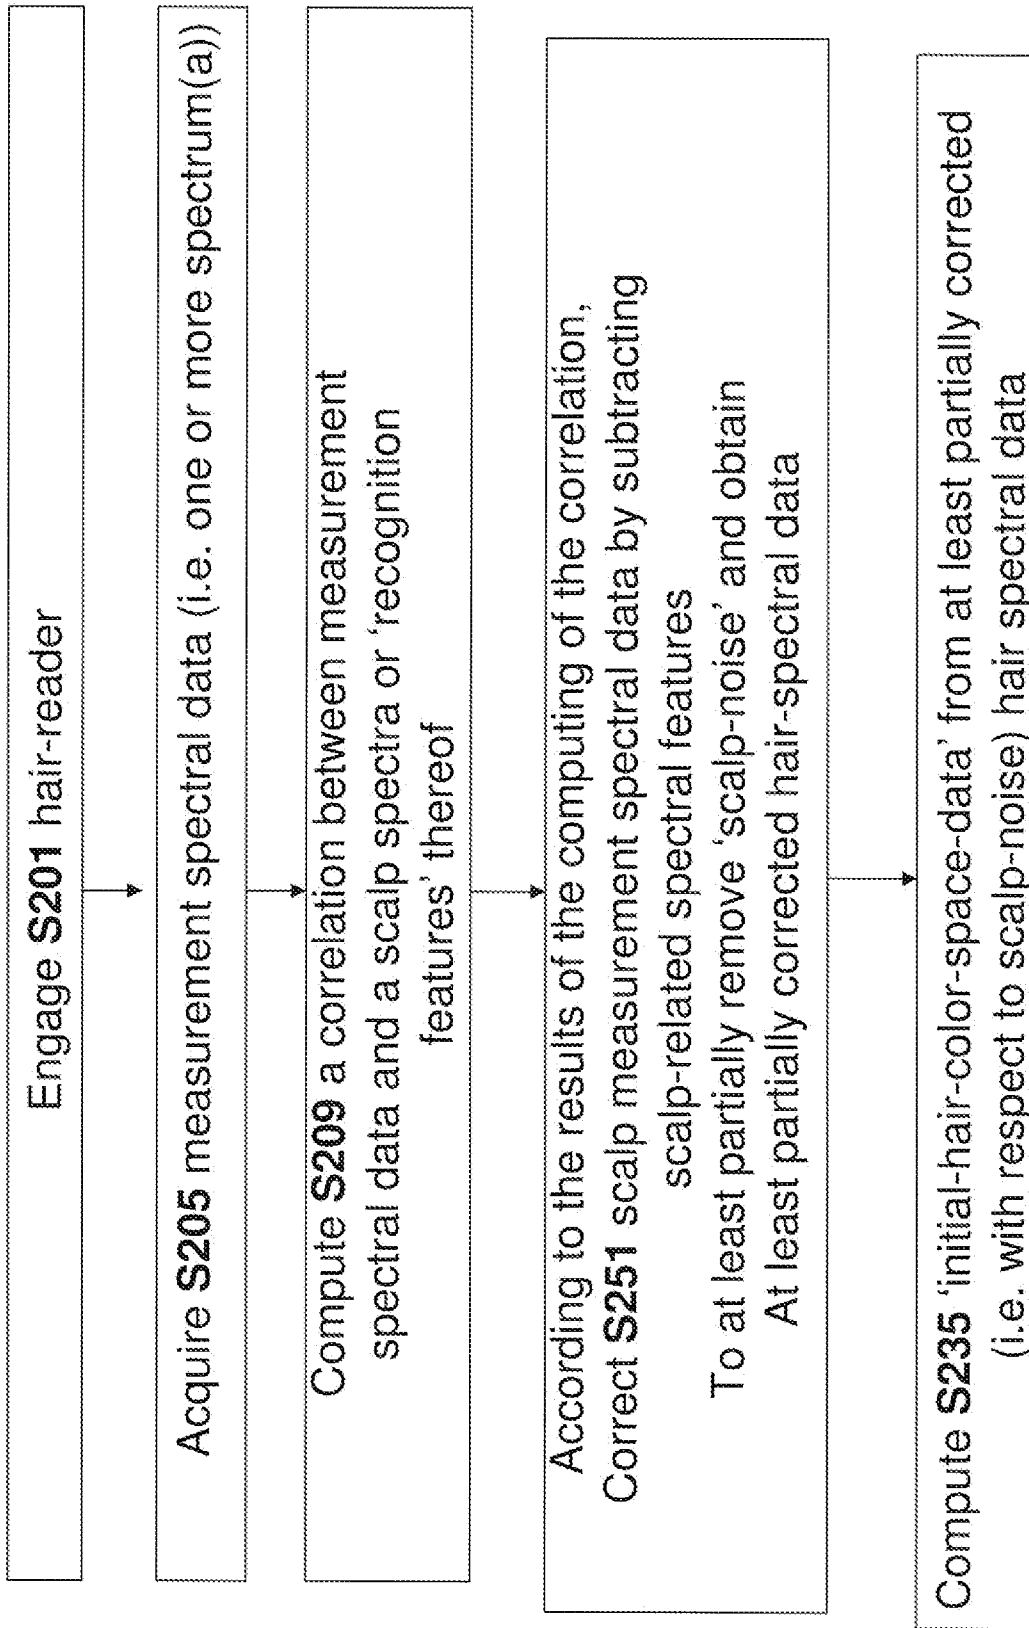 Engage S201 hair-reader
Acquire S205 measurement spectral data (i.e. one or more spectrum(a))
Compute S209 a correlation between measurement
spectral data and a scalp spectra or 'recognition
features' thereof
According to the results of the computing of the correlation,
Correct S251 scalp measurement spectral data by subtracting
scalp-related spectral features
To at least partially remove 'scalp-noise' and obtain
At least partially corrected hair-spectral data
Compute S235 'initial-hair-color-space-data' from at least partially corrected
(i.e. with respect to scalp-noise) hair spectral data